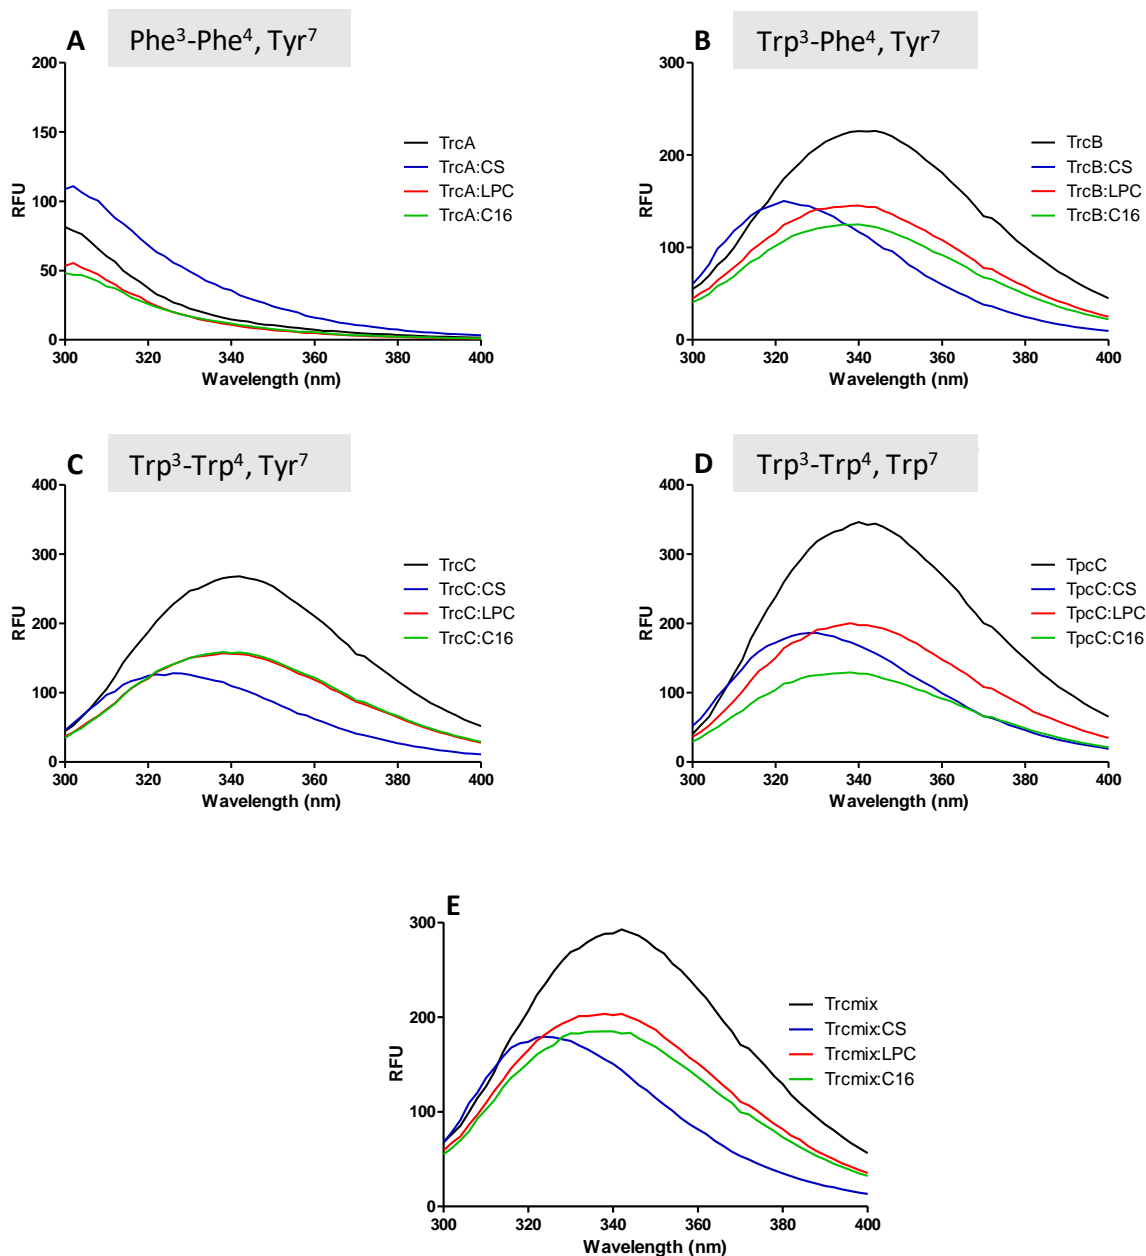 A Phe³-Phe⁴, Tyr⁷
200
150
100
50
0
RFU
300 320 340 360 380 400
Wavelength (nm)
TrcA
TrcA:CS
TrcA:LPC
TrcA:C16
B Trp³-Phe⁴, Tyr⁷
300
200
100
0
RFU
300 320 340 360 380 400
Wavelength (nm)
TrcB
TrcB:CS
TrcB:LPC
TrcB:C16
C Trp³-Trp⁴, Tyr⁷
400
300
200
100
0
RFU
300 320 340 360 380 400
Wavelength (nm)
TrcC
TrcC:CS
TrcC:LPC
TrcC:C16
D Trp³-Trp⁴, Trp⁷
400
300
200
100
0
RFU
300 320 340 360 380 400
Wavelength (nm)
TpcC
TpcC:CS
TpcC:LPC
TpcC:C16
E
300
200
100
0
RFU
300 320 340 360 380 400
Wavelength (nm)
Trcmix
Trcmix:CS
Trcmix:LPC
Trcmix:C16